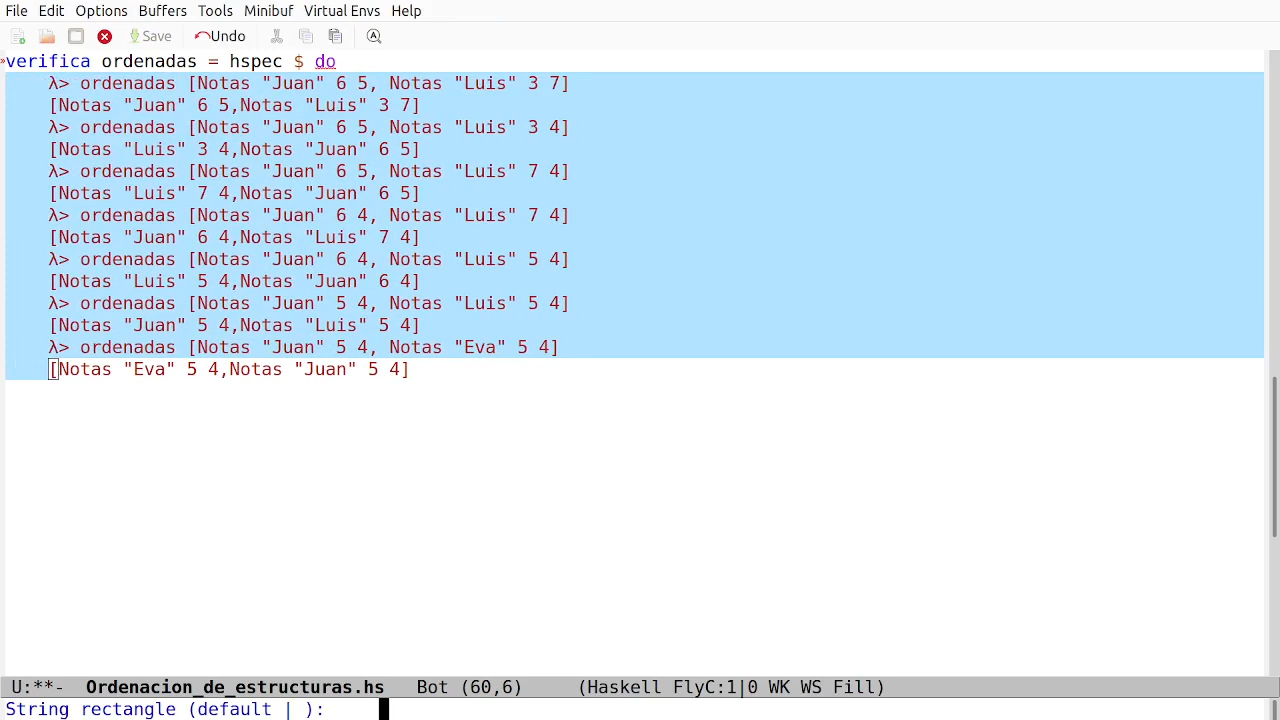 File Edit Options Buffers Tools Minibuf Virtual Envs Help
Save Undo
verifica ordenadas = hspec $ do
λ> ordenadas [Notas "Juan" 6 5, Notas "Luis" 3 7]
[Notas "Juan" 6 5,Notas "Luis" 3 7]
λ> ordenadas [Notas "Juan" 6 5, Notas "Luis" 3 4]
[Notas "Luis" 3 4,Notas "Juan" 6 5]
λ> ordenadas [Notas "Juan" 6 5, Notas "Luis" 7 4]
[Notas "Luis" 7 4,Notas "Juan" 6 5]
λ> ordenadas [Notas "Juan" 6 4, Notas "Luis" 7 4]
[Notas "Juan" 6 4,Notas "Luis" 7 4]
λ> ordenadas [Notas "Juan" 6 4, Notas "Luis" 5 4]
[Notas "Luis" 5 4,Notas "Juan" 6 4]
λ> ordenadas [Notas "Juan" 5 4, Notas "Luis" 5 4]
[Notas "Juan" 5 4,Notas "Luis" 5 4]
λ> ordenadas [Notas "Juan" 5 4, Notas "Eva" 5 4]
[Notas "Eva" 5 4,Notas "Juan" 5 4]
U:**- Ordenacion_de_estructuras.hs Bot (60,6) (Haskell FlyC:1|0 WK WS Fill)
String rectangle (default | ):